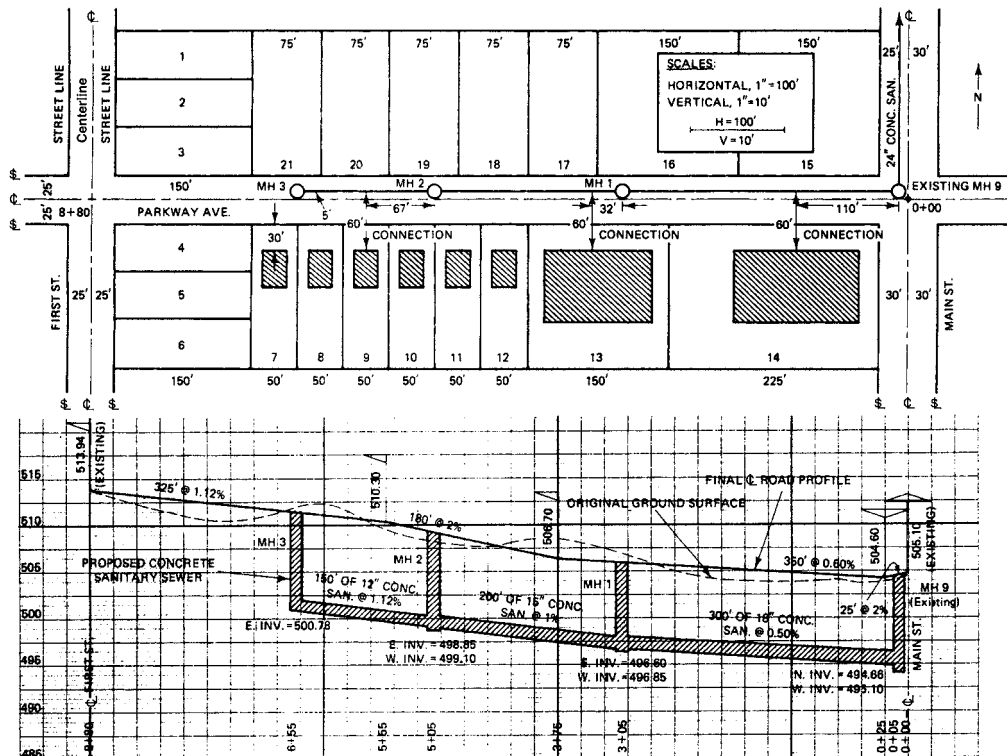 75' 75' 75' 75' 75' 150' 150' 25' 30'
SCALES:
HORIZONTAL, 1"=100'
VERTICAL, 1"=10'
H=100'
V=10'
N
STREET LINE
Centerline
STREET LINE
24" CONC. SAN.
1
2
3
21 20 19 18 17 16 15
150' MH 3 MH 2 MH 1 EXISTING MH 9
25' 25'
8+80 PARKWAY AVE. 5' 67' 32' 110' 0+00
30' 60' CONNECTION 60' CONNECTION 60' CONNECTION
4
5
6
FIRST ST. 25' 25' 30' 30' MAIN ST.
7 8 9 10 11 12 13 14
150' 50' 50' 50' 50' 50' 50' 150' 225'
513.94
(EXISTING)
515
325' @ 1.12%
510.30
FINAL ℄ ROAD PROFILE
ORIGINAL GROUND SURFACE
510
180' @ 2%
506.70
504.60
505.10
(EXISTING)
MH 3 MH 2 MH 1
505
PROPOSED CONCRETE
SANITARY SEWER
350' @ 0.60%
MH 9
(Existing)
150' OF 12" CONC.
SAN. @ 1.12%
200' OF 15" CONC.
SAN. @ 1%
300' OF 18" CONC.
SAN. @ 0.50%
25' @ 2%
500
E. INV. = 500.78
E. INV. = 498.85
W. INV. = 499.10
496.60
W. INV. = 496.85
N. INV. = 494.66
W. INV. = 495.10
495
490
485
FIRST ST.
MAIN ST.
8+80 6+55 5+55 5+05 3+75 3+05 0+25 0+05 0+00